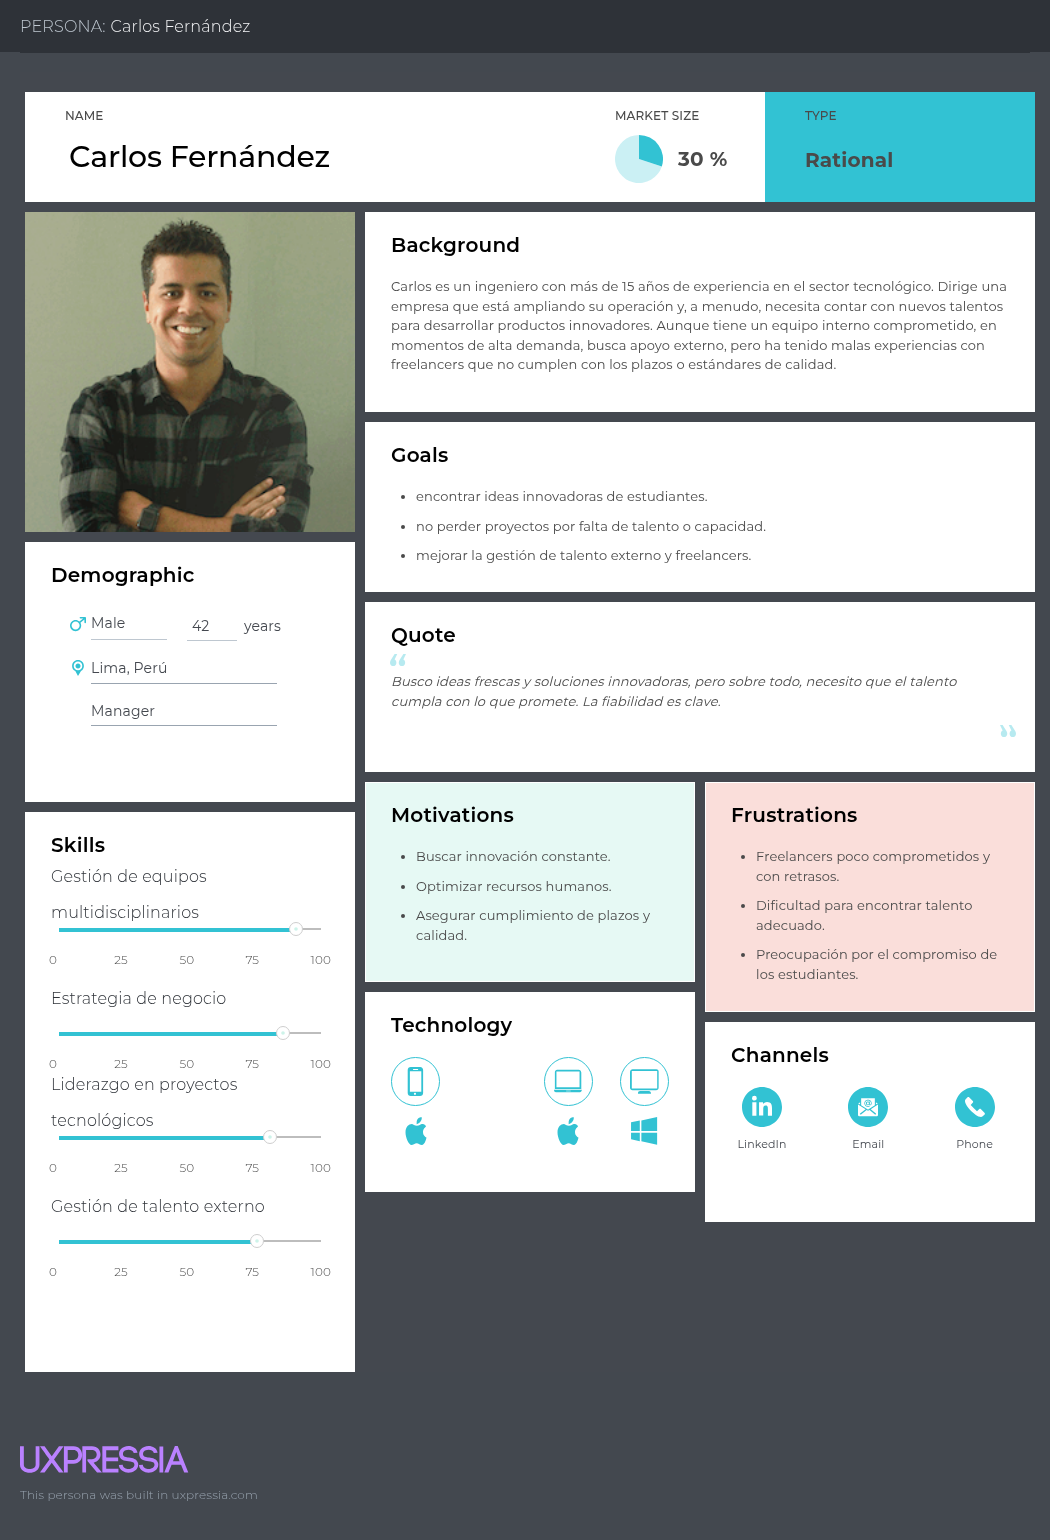 PERSONA: Carlos Fernández
NAME
Carlos Fernández
MARKET SIZE
30 %
TYPE
Rational
Background
Carlos es un ingeniero con más de 15 años de experiencia en el sector tecnológico. Dirige una
empresa que está ampliando su operación y, a menudo, necesita contar con nuevos talentos
para desarrollar productos innovadores. Aunque tiene un equipo interno comprometido, en
momentos de alta demanda, busca apoyo externo, pero ha tenido malas experiencias con
freelancers que no cumplen con los plazos o estándares de calidad.
Goals
• encontrar ideas innovadoras de estudiantes.
• no perder proyectos por falta de talento o capacidad.
• mejorar la gestión de talento externo y freelancers.
Demographic
Male 42 years
Lima, Perú
Manager
Quote
“
Busco ideas frescas y soluciones innovadoras, pero sobre todo, necesito que el talento
cumpla con lo que promete. La fiabilidad es clave.
”
Skills
Gestión de equipos
multidisciplinarios
0 25 50 75 100
Estrategia de negocio
0 25 50 75 100
Liderazgo en proyectos
tecnológicos
0 25 50 75 100
Gestión de talento externo
0 25 50 75 100
Motivations
• Buscar innovación constante.
• Optimizar recursos humanos.
• Asegurar cumplimiento de plazos y
calidad.
Frustrations
• Freelancers poco comprometidos y
con retrasos.
• Dificultad para encontrar talento
adecuado.
• Preocupación por el compromiso de
los estudiantes.
Technology
Channels
in
LinkedIn Email Phone
UXPRESSIA
This persona was built in uxpressia.com